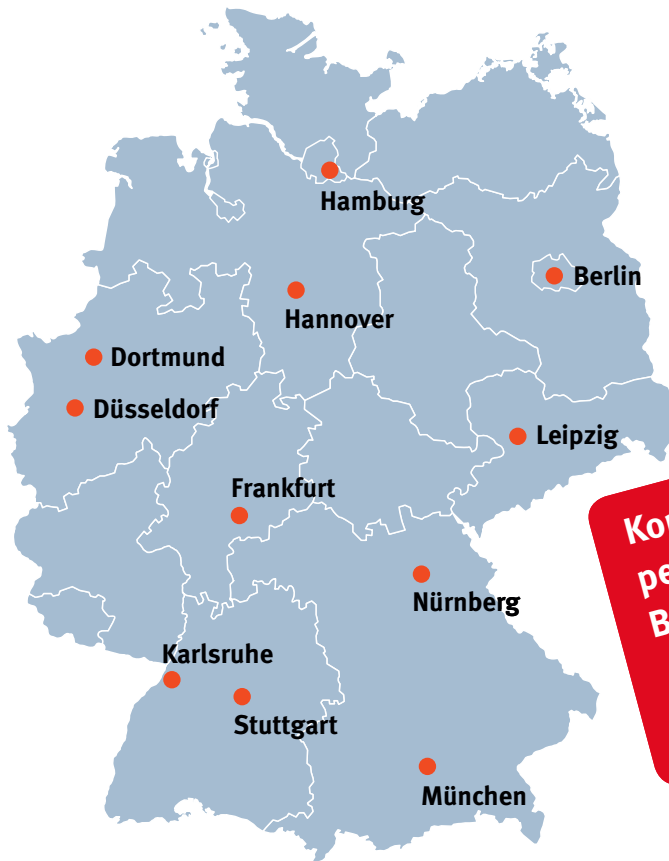 Hamburg
Berlin
Hannover
Dortmund
Düsseldorf
Leipzig
Frankfurt
Nürnberg
Karlsruhe
Stuttgart
München